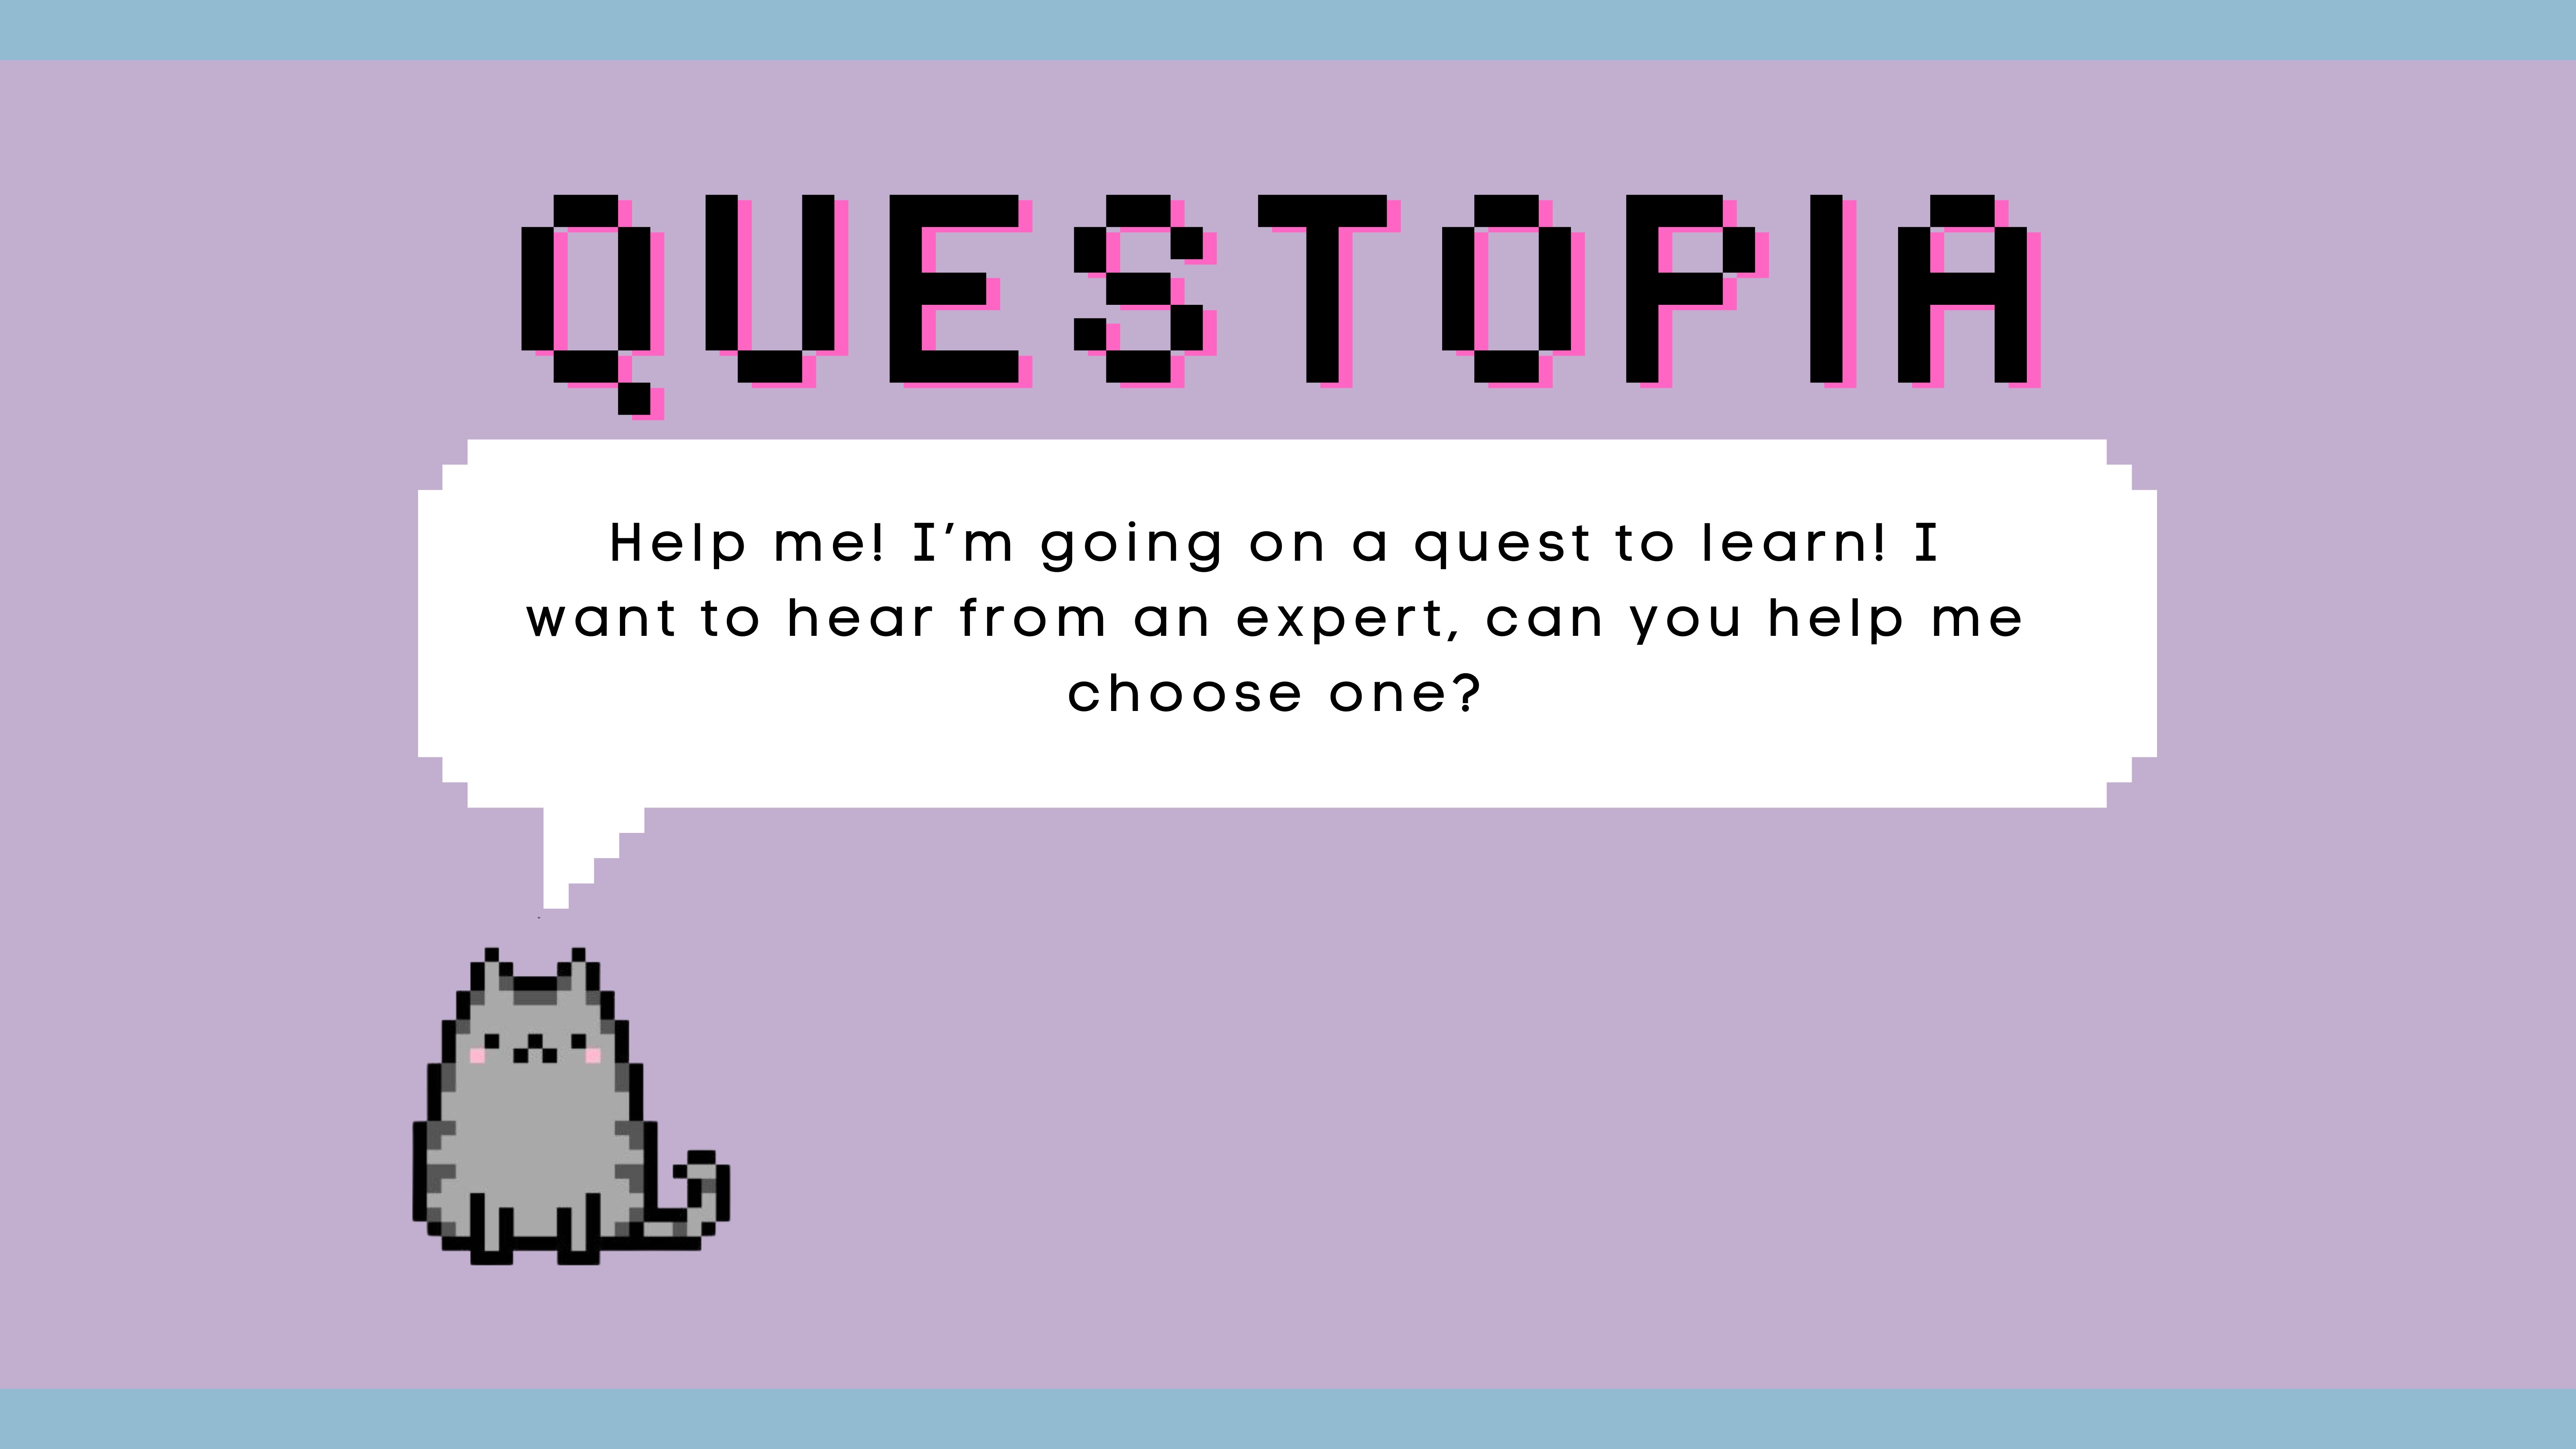 QUESTOPIA
Help me! I’m going on a quest to learn! I
want to hear from an expert, can you help me
choose one?